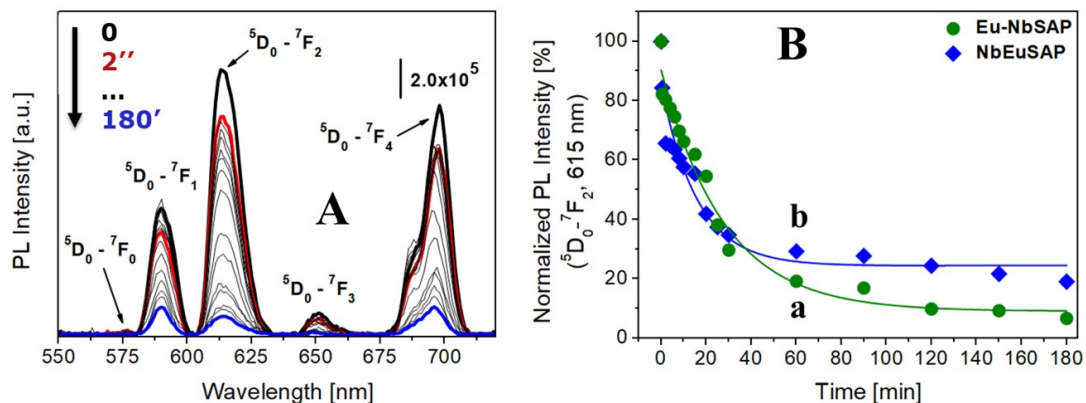 A
0
2’’
...
180’
⁵D₀ - ⁷F₂
2.0x10⁵
⁵D₀ - ⁷F₄
⁵D₀ - ⁷F₁
⁵D₀ - ⁷F₀
⁵D₀ - ⁷F₃
PL Intensity [a.u.]
550 575 600 625 650 675 700
Wavelength [nm]
B
Eu-NbSAP
NbEuSAP
b
a
Normalized PL Intensity [%]
(⁵D₀-⁷F₂, 615 nm)
100
80
60
40
20
0
0 20 40 60 80 100 120 140 160 180
Time [min]